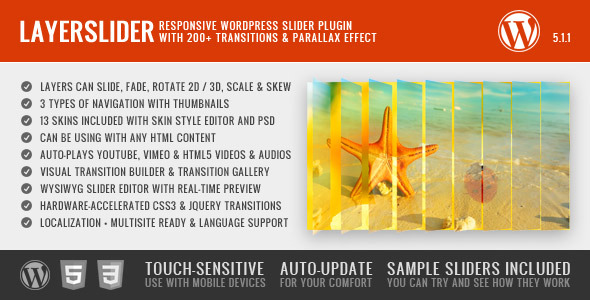 LAYERSLIDER
RESPONSIVE WORDPRESS SLIDER PLUGIN
WITH 200+ TRANSITIONS & PARALLAX EFFECT
5.1.1
LAYERS CAN SLIDE, FADE, ROTATE 2D / 3D, SCALE & SKEW
3 TYPES OF NAVIGATION WITH THUMBNAILS
13 SKINS INCLUDED WITH SKIN STYLE EDITOR AND PSD
CAN BE USING WITH ANY HTML CONTENT
AUTO-PLAYS YOUTUBE, VIMEO & HTML5 VIDEOS & AUDIOS
VISUAL TRANSITION BUILDER & TRANSITION GALLERY
WYSIWYG SLIDER EDITOR WITH REAL-TIME PREVIEW
HARDWARE-ACCELERATED CSS3 & JQUERY TRANSITIONS
LOCALIZATION • MULTISITE READY & LANGUAGE SUPPORT
W 5 3
TOUCH-SENSITIVE
USE WITH MOBILE DEVICES
AUTO-UPDATE
FOR YOUR COMFORT
SAMPLE SLIDERS INCLUDED
YOU CAN TRY AND SEE HOW THEY WORK